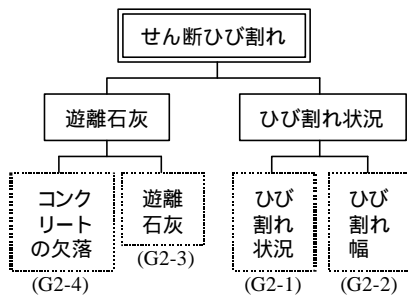 せん断ひび割れ
遊離石灰
ひび割れ状況
コンク
リート
の欠落
遊離
石灰
ひび
割れ
状況
ひび
割れ
幅
(G2-4)
(G2-3)
(G2-1)
(G2-2)